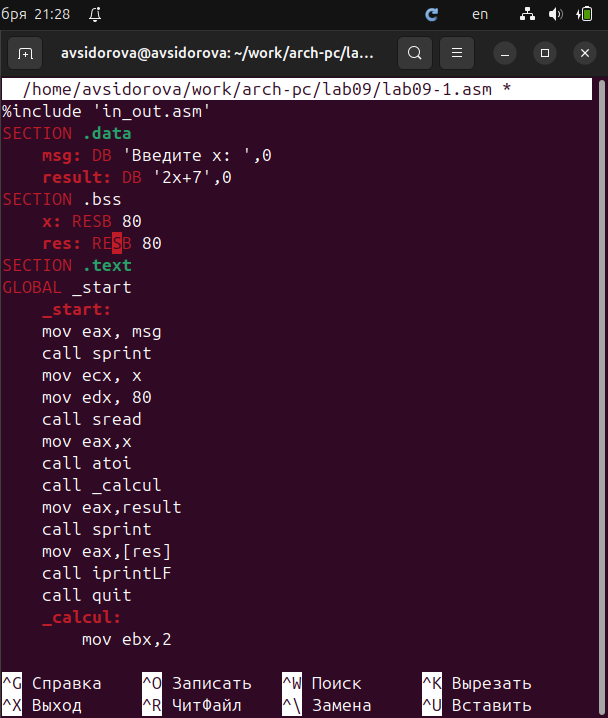 бря 21:28 en
avsidorova@avsidorova: ~/work/arch-pc/la...
/home/avsidorova/work/arch-pc/lab09/lab09-1.asm *
%include 'in_out.asm'
SECTION .data
    msg: DB 'Введите x: ',0
    result: DB '2x+7',0
SECTION .bss
    x: RESB 80
    res: RESB 80
SECTION .text
GLOBAL _start
    _start:
    mov eax, msg
    call sprint
    mov ecx, x
    mov edx, 80
    call sread
    mov eax,x
    call atoi
    call _calcul
    mov eax,result
    call sprint
    mov eax,[res]
    call iprintLF
    call quit
    _calcul:
        mov ebx,2
^G Справка ^O Записать ^W Поиск ^K Вырезать
^X Выход ^R ЧитФайл ^\ Замена ^U Вставить